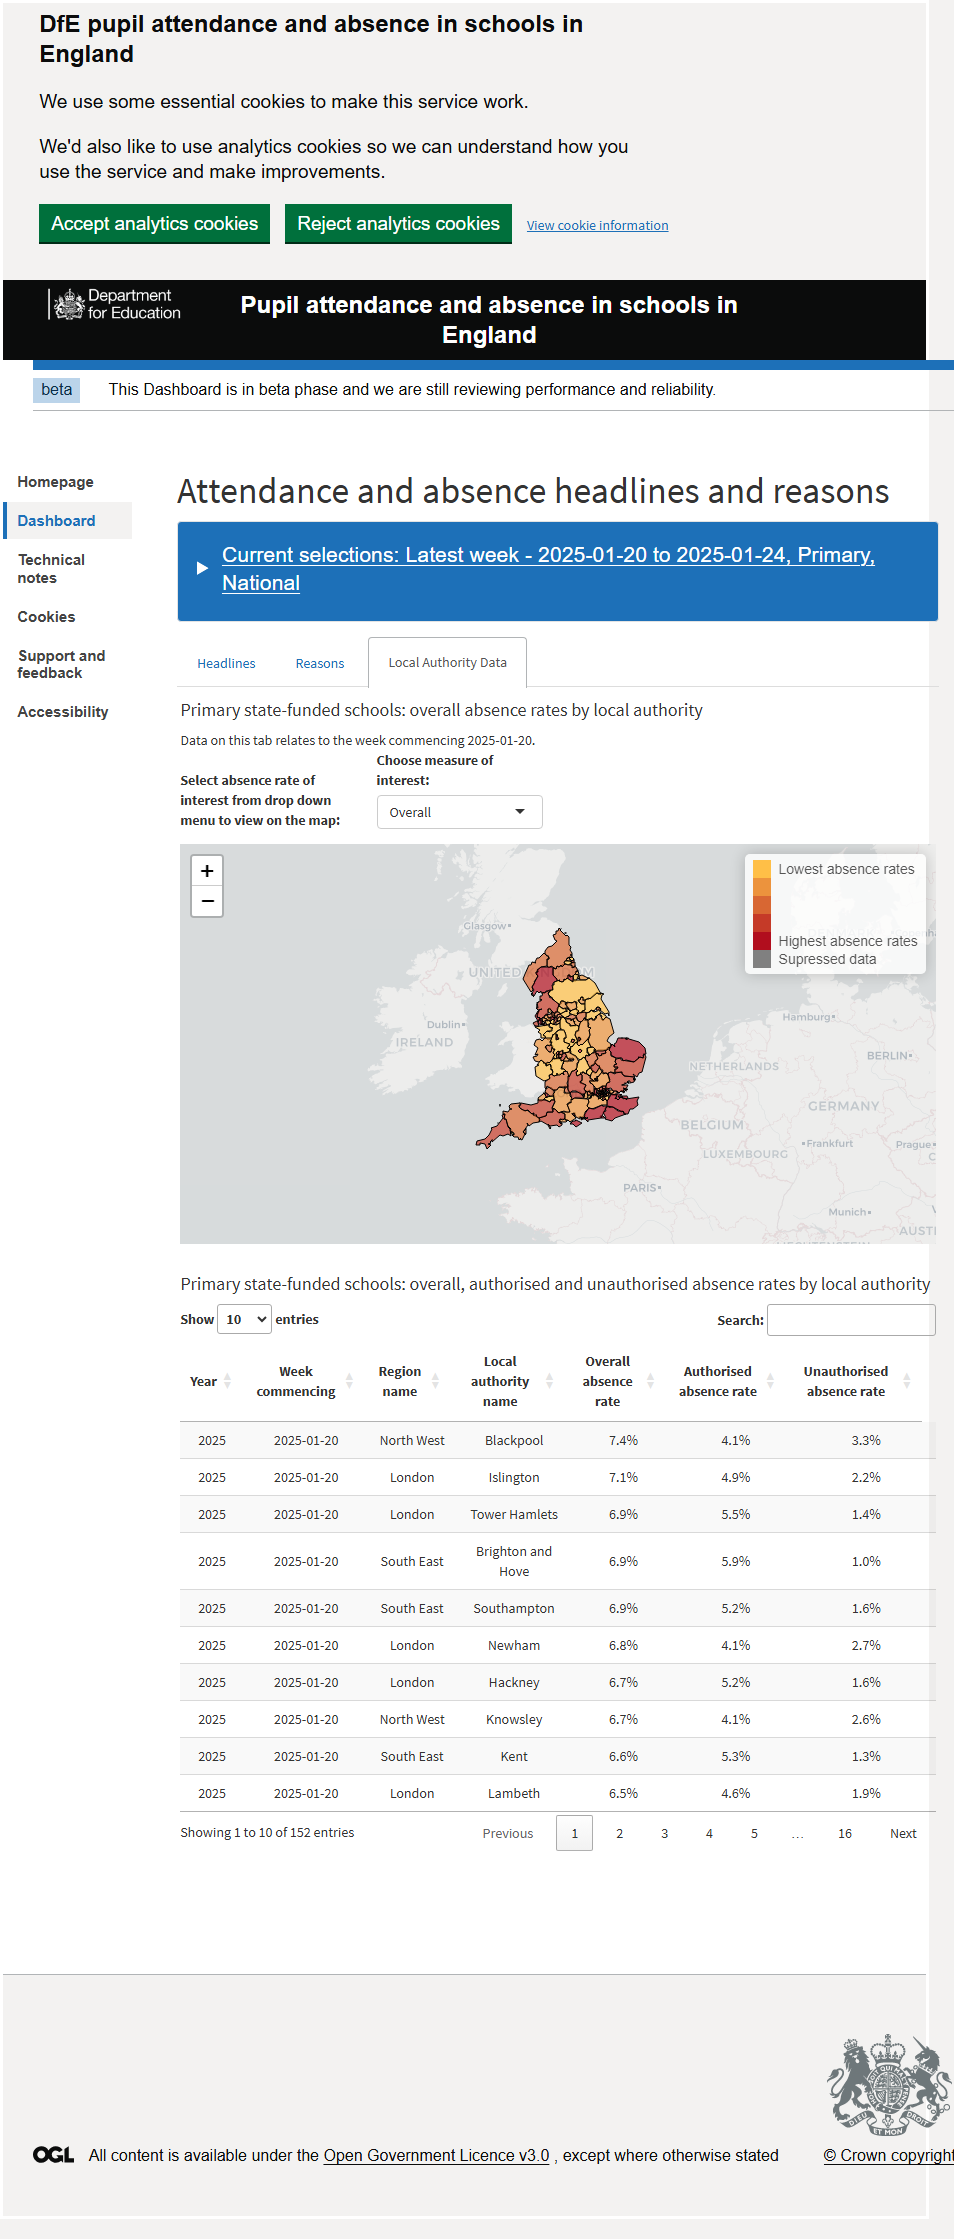 DfE pupil attendance and absence in schools in
England
We use some essential cookies to make this service work.
We'd also like to use analytics cookies so we can understand how you
use the service and make improvements.
Accept analytics cookies Reject analytics cookies View cookie information
Department
for Education
Pupil attendance and absence in schools in
England
beta This Dashboard is in beta phase and we are still reviewing performance and reliability.
Homepage
Dashboard
Technical
notes
Cookies
Support and
feedback
Accessibility
Attendance and absence headlines and reasons
Current selections: Latest week - 2025-01-20 to 2025-01-24, Primary,
National
Headlines Reasons Local Authority Data
Primary state-funded schools: overall absence rates by local authority
Data on this tab relates to the week commencing 2025-01-20.
Select absence rate of
interest from drop down
menu to view on the map:
Choose measure of
interest:
Overall
+
−
Lowest absence rates
Highest absence rates
Supressed data
Glasgow
UNITED
Dublin
IRELAND
Hamburg
BERLIN
NETHERLANDS
GERMANY
BELGIUM
Frankfurt
Prague
LUXEMBOURG
PARIS
Munich
Primary state-funded schools: overall, authorised and unauthorised absence rates by local authority
Show 10 entries Search:
Year Week commencing Region name Local authority name Overall absence rate Authorised absence rate Unauthorised absence rate
2025 2025-01-20 North West Blackpool 7.4% 4.1% 3.3%
2025 2025-01-20 London Islington 7.1% 4.9% 2.2%
2025 2025-01-20 London Tower Hamlets 6.9% 5.5% 1.4%
2025 2025-01-20 South East Brighton and Hove 6.9% 5.9% 1.0%
2025 2025-01-20 South East Southampton 6.9% 5.2% 1.6%
2025 2025-01-20 London Newham 6.8% 4.1% 2.7%
2025 2025-01-20 London Hackney 6.7% 5.2% 1.6%
2025 2025-01-20 North West Knowsley 6.7% 4.1% 2.6%
2025 2025-01-20 South East Kent 6.6% 5.3% 1.3%
2025 2025-01-20 London Lambeth 6.5% 4.6% 1.9%
Showing 1 to 10 of 152 entries Previous 1 2 3 4 5 … 16 Next
DIEU ET MON DROIT
OGL All content is available under the Open Government Licence v3.0 , except where otherwise stated © Crown copyright